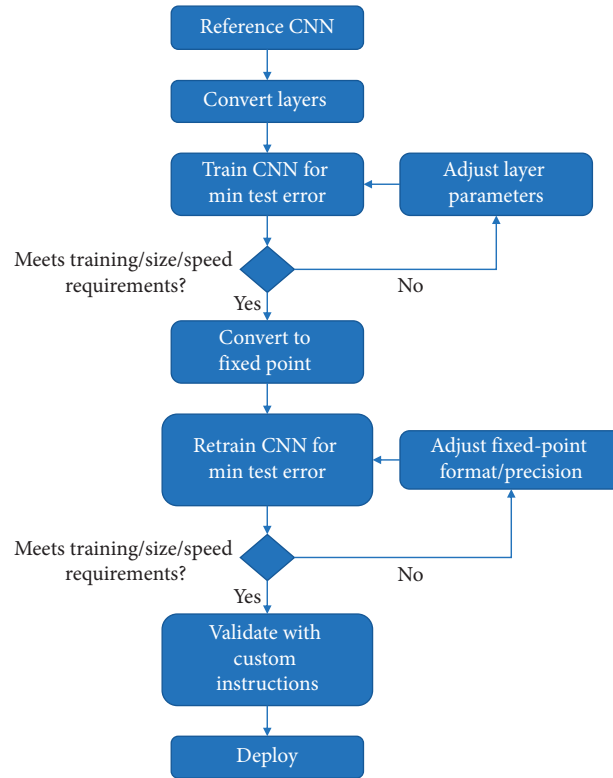 Reference CNN
Convert layers
Train CNN for
min test error
Adjust layer
parameters
Meets training/size/speed
requirements?
No
Yes
Convert to
fixed point
Retrain CNN for
min test error
Adjust fixed-point
format/precision
Meets training/size/speed
requirements?
No
Yes
Validate with
custom
instructions
Deploy